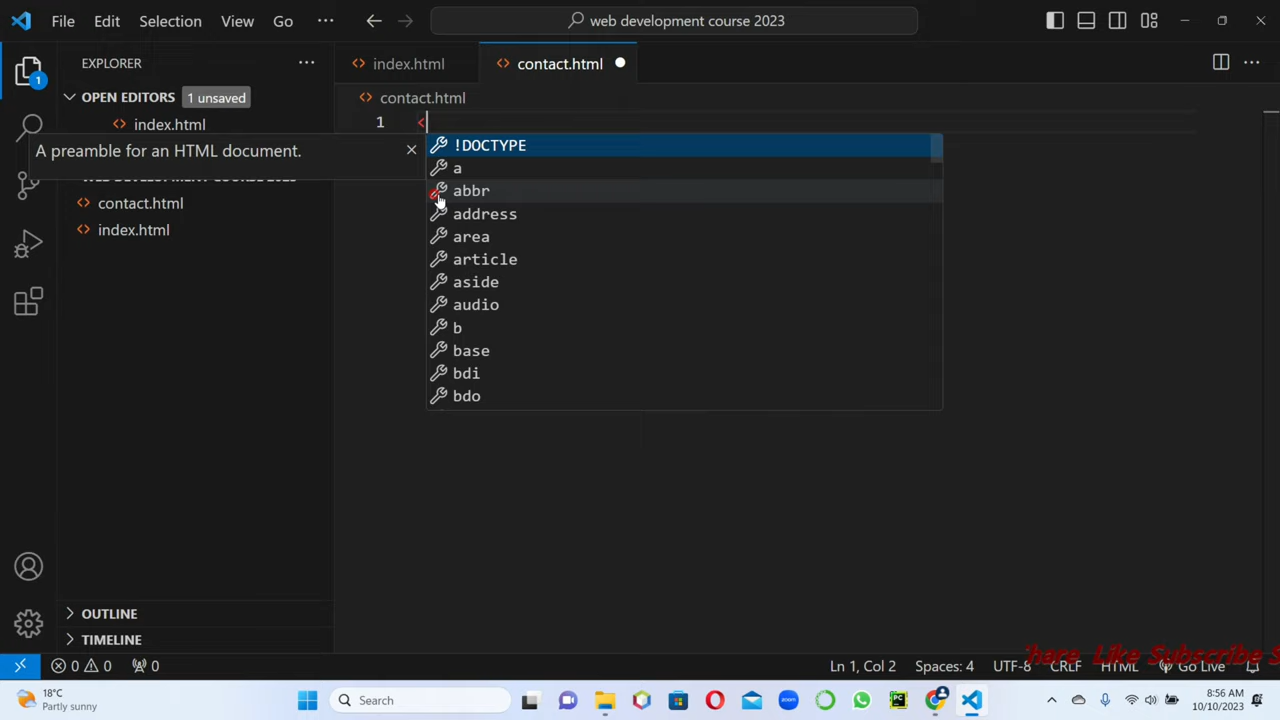 File Edit Selection View Go ··· web development course 2023
EXPLORER ···
OPEN EDITORS 1 unsaved
index.html
A preamble for an HTML document.
contact.html
index.html
OUTLINE
TIMELINE
index.html contact.html
contact.html
1 <
!DOCTYPE
a
abbr
address
area
article
aside
audio
b
base
bdi
bdo
hare Like Subscribe S
0 0 0 Ln 1, Col 2 Spaces: 4 UTF-8 CRLF HTML Go Live
18°C
Partly sunny
Search
8:56 AM
10/10/2023